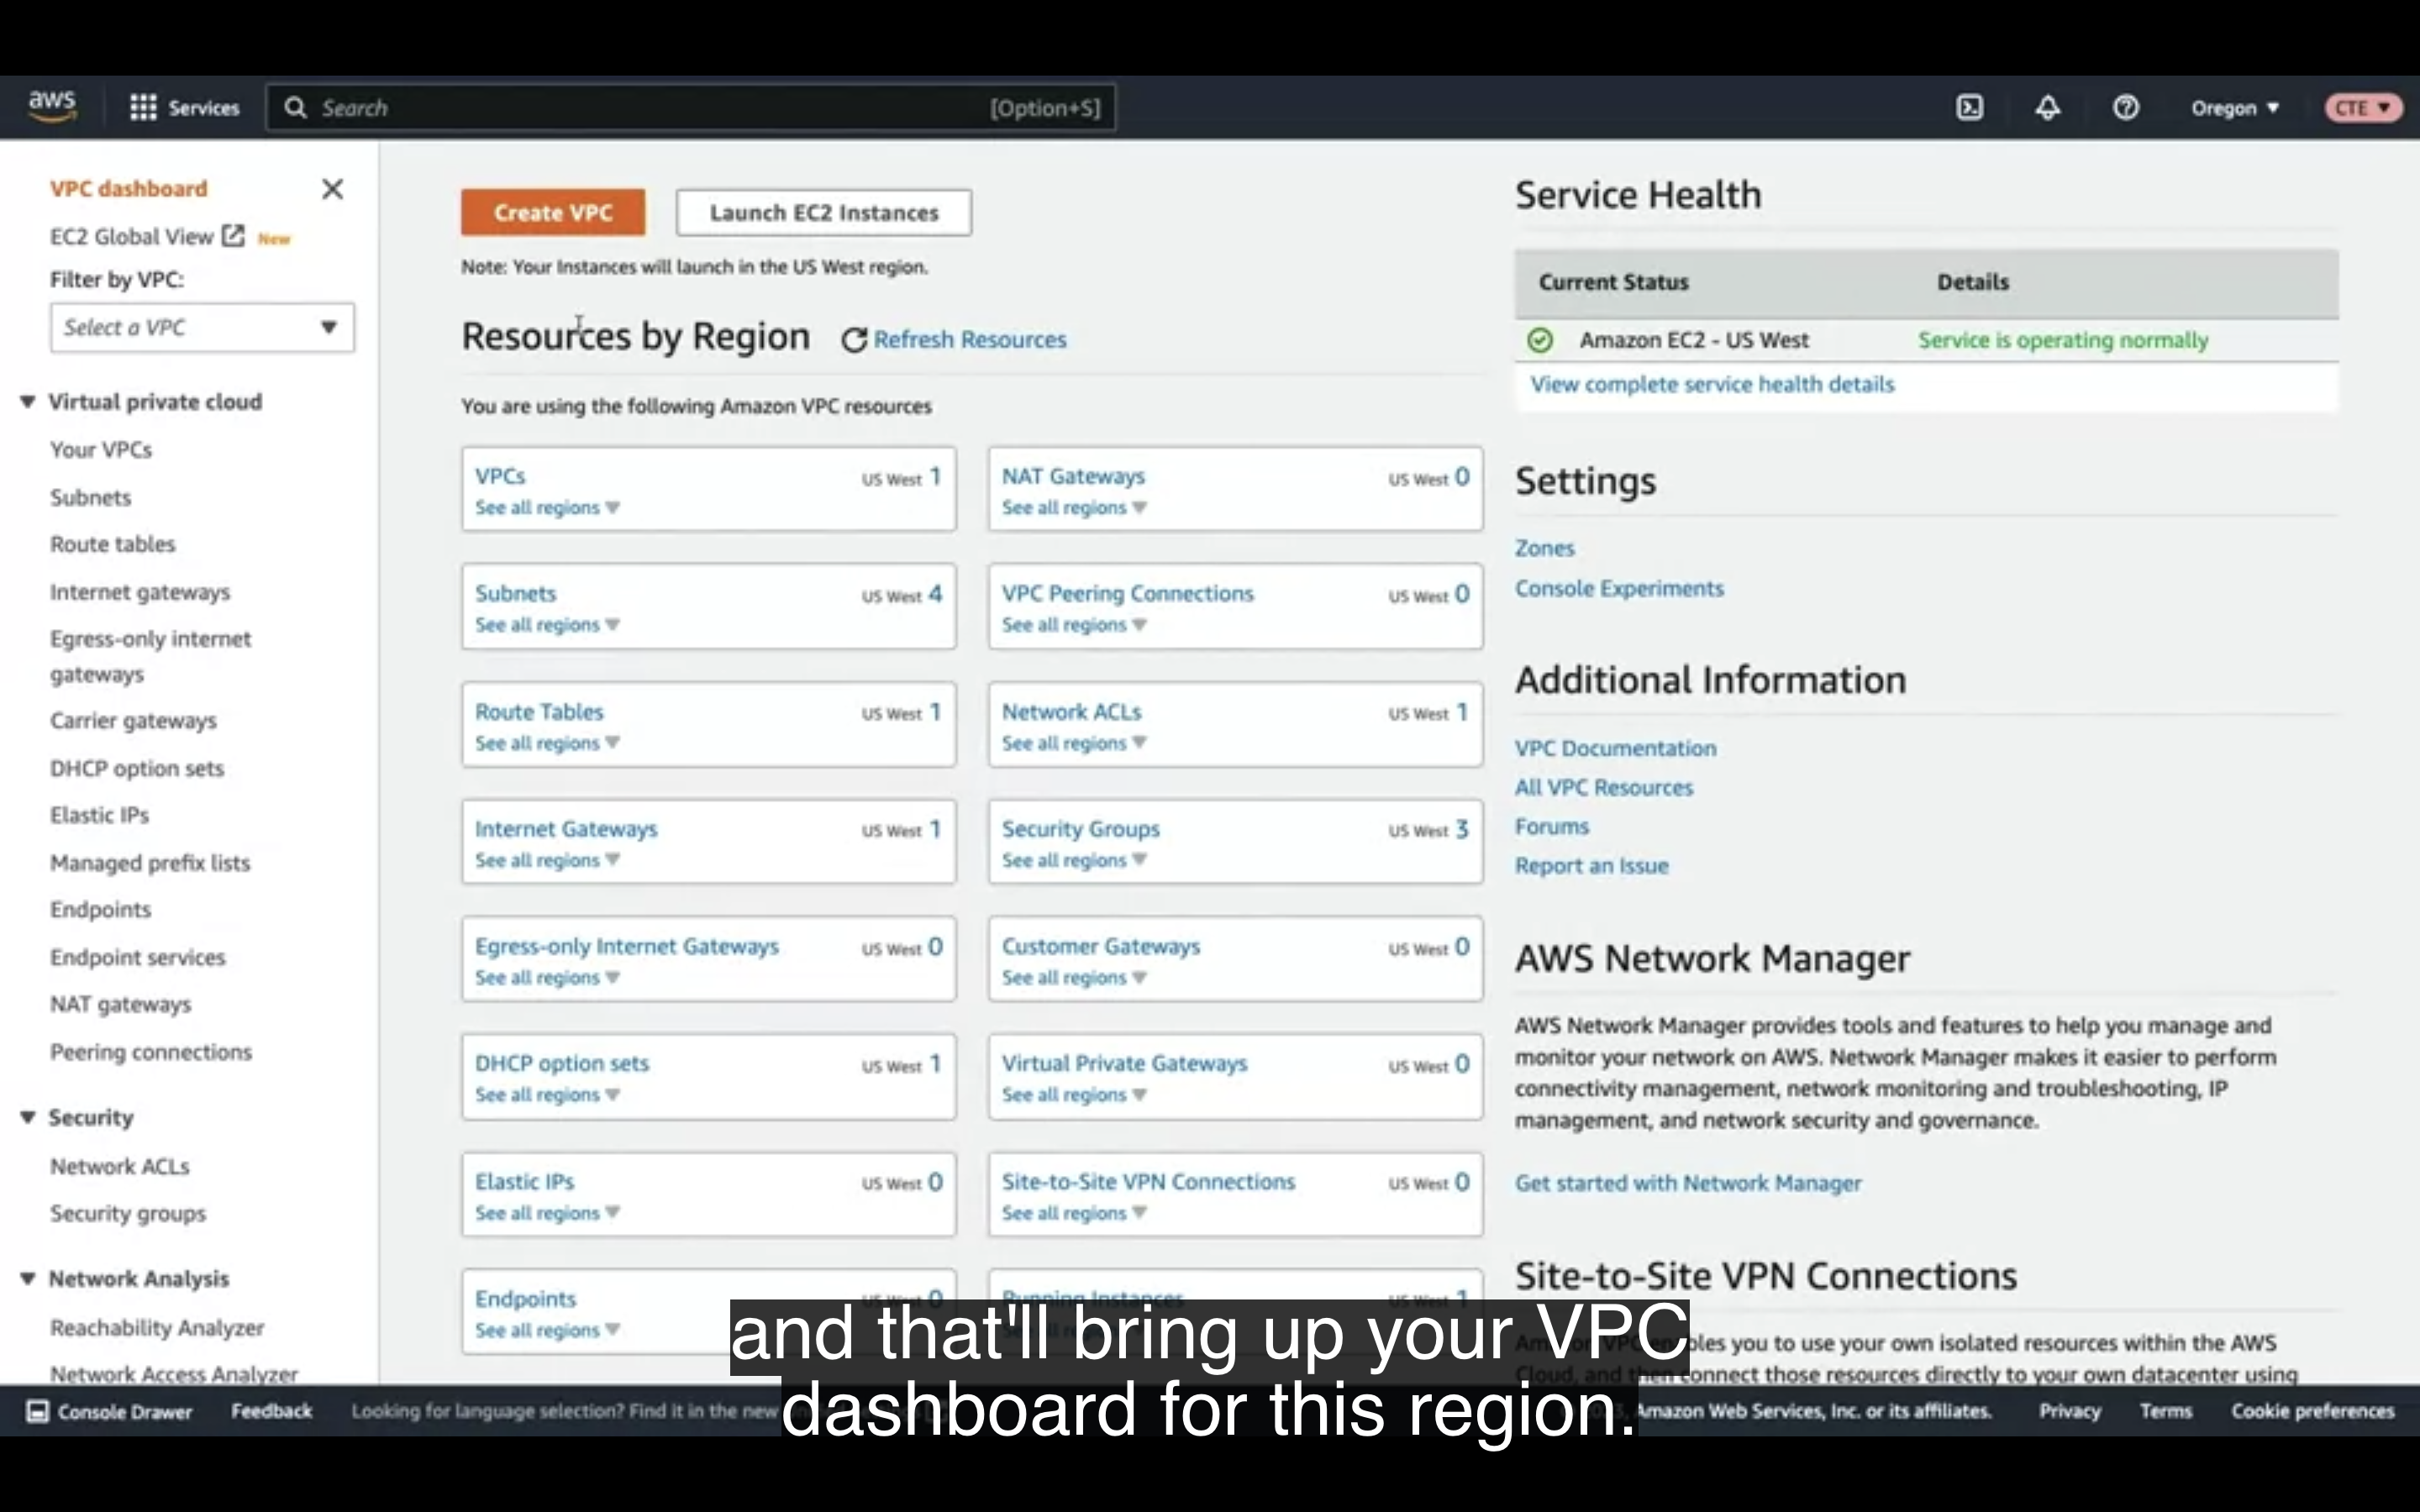 aws
Services
Search
[Option+S]
Oregon
CTE
VPC dashboard
EC2 Global View
New
Filter by VPC:
Select a VPC
Virtual private cloud
Your VPCs
Subnets
Route tables
Internet gateways
Egress-only internet
gateways
Carrier gateways
DHCP option sets
Elastic IPs
Managed prefix lists
Endpoints
Endpoint services
NAT gateways
Peering connections
Security
Network ACLs
Security groups
Network Analysis
Reachability Analyzer
Network Access Analyzer
Create VPC
Launch EC2 Instances
Note: Your Instances will launch in the US West region.
Resources by Region
Refresh Resources
You are using the following Amazon VPC resources
VPCs US West 1
See all regions
NAT Gateways US West 0
See all regions
Subnets US West 4
See all regions
VPC Peering Connections US West 0
See all regions
Route Tables US West 1
See all regions
Network ACLs US West 1
See all regions
Internet Gateways US West 1
See all regions
Security Groups US West 3
See all regions
Egress-only Internet Gateways US West 0
See all regions
Customer Gateways US West 0
See all regions
DHCP option sets US West 1
See all regions
Virtual Private Gateways US West 0
See all regions
Elastic IPs US West 0
See all regions
Site-to-Site VPN Connections US West 0
See all regions
Endpoints US West 0
See all regions
Running Instances US West 1
Service Health
Current Status Details
Amazon EC2 - US West Service is operating normally
View complete service health details
Settings
Zones
Console Experiments
Additional Information
VPC Documentation
All VPC Resources
Forums
Report an Issue
AWS Network Manager
AWS Network Manager provides tools and features to help you manage and
monitor your network on AWS. Network Manager makes it easier to perform
connectivity management, network monitoring and troubleshooting, IP
management, and network security and governance.
Get started with Network Manager
Site-to-Site VPN Connections
you to use your own isolated resources within the AWS
connect those resources directly to your own datacenter using
and that'll bring up your VPC
dashboard for this region.
Console Drawer
Feedback
Looking for language selection? Find it in the new
Amazon Web Services, Inc. or its affiliates.
Privacy
Terms
Cookie preferences